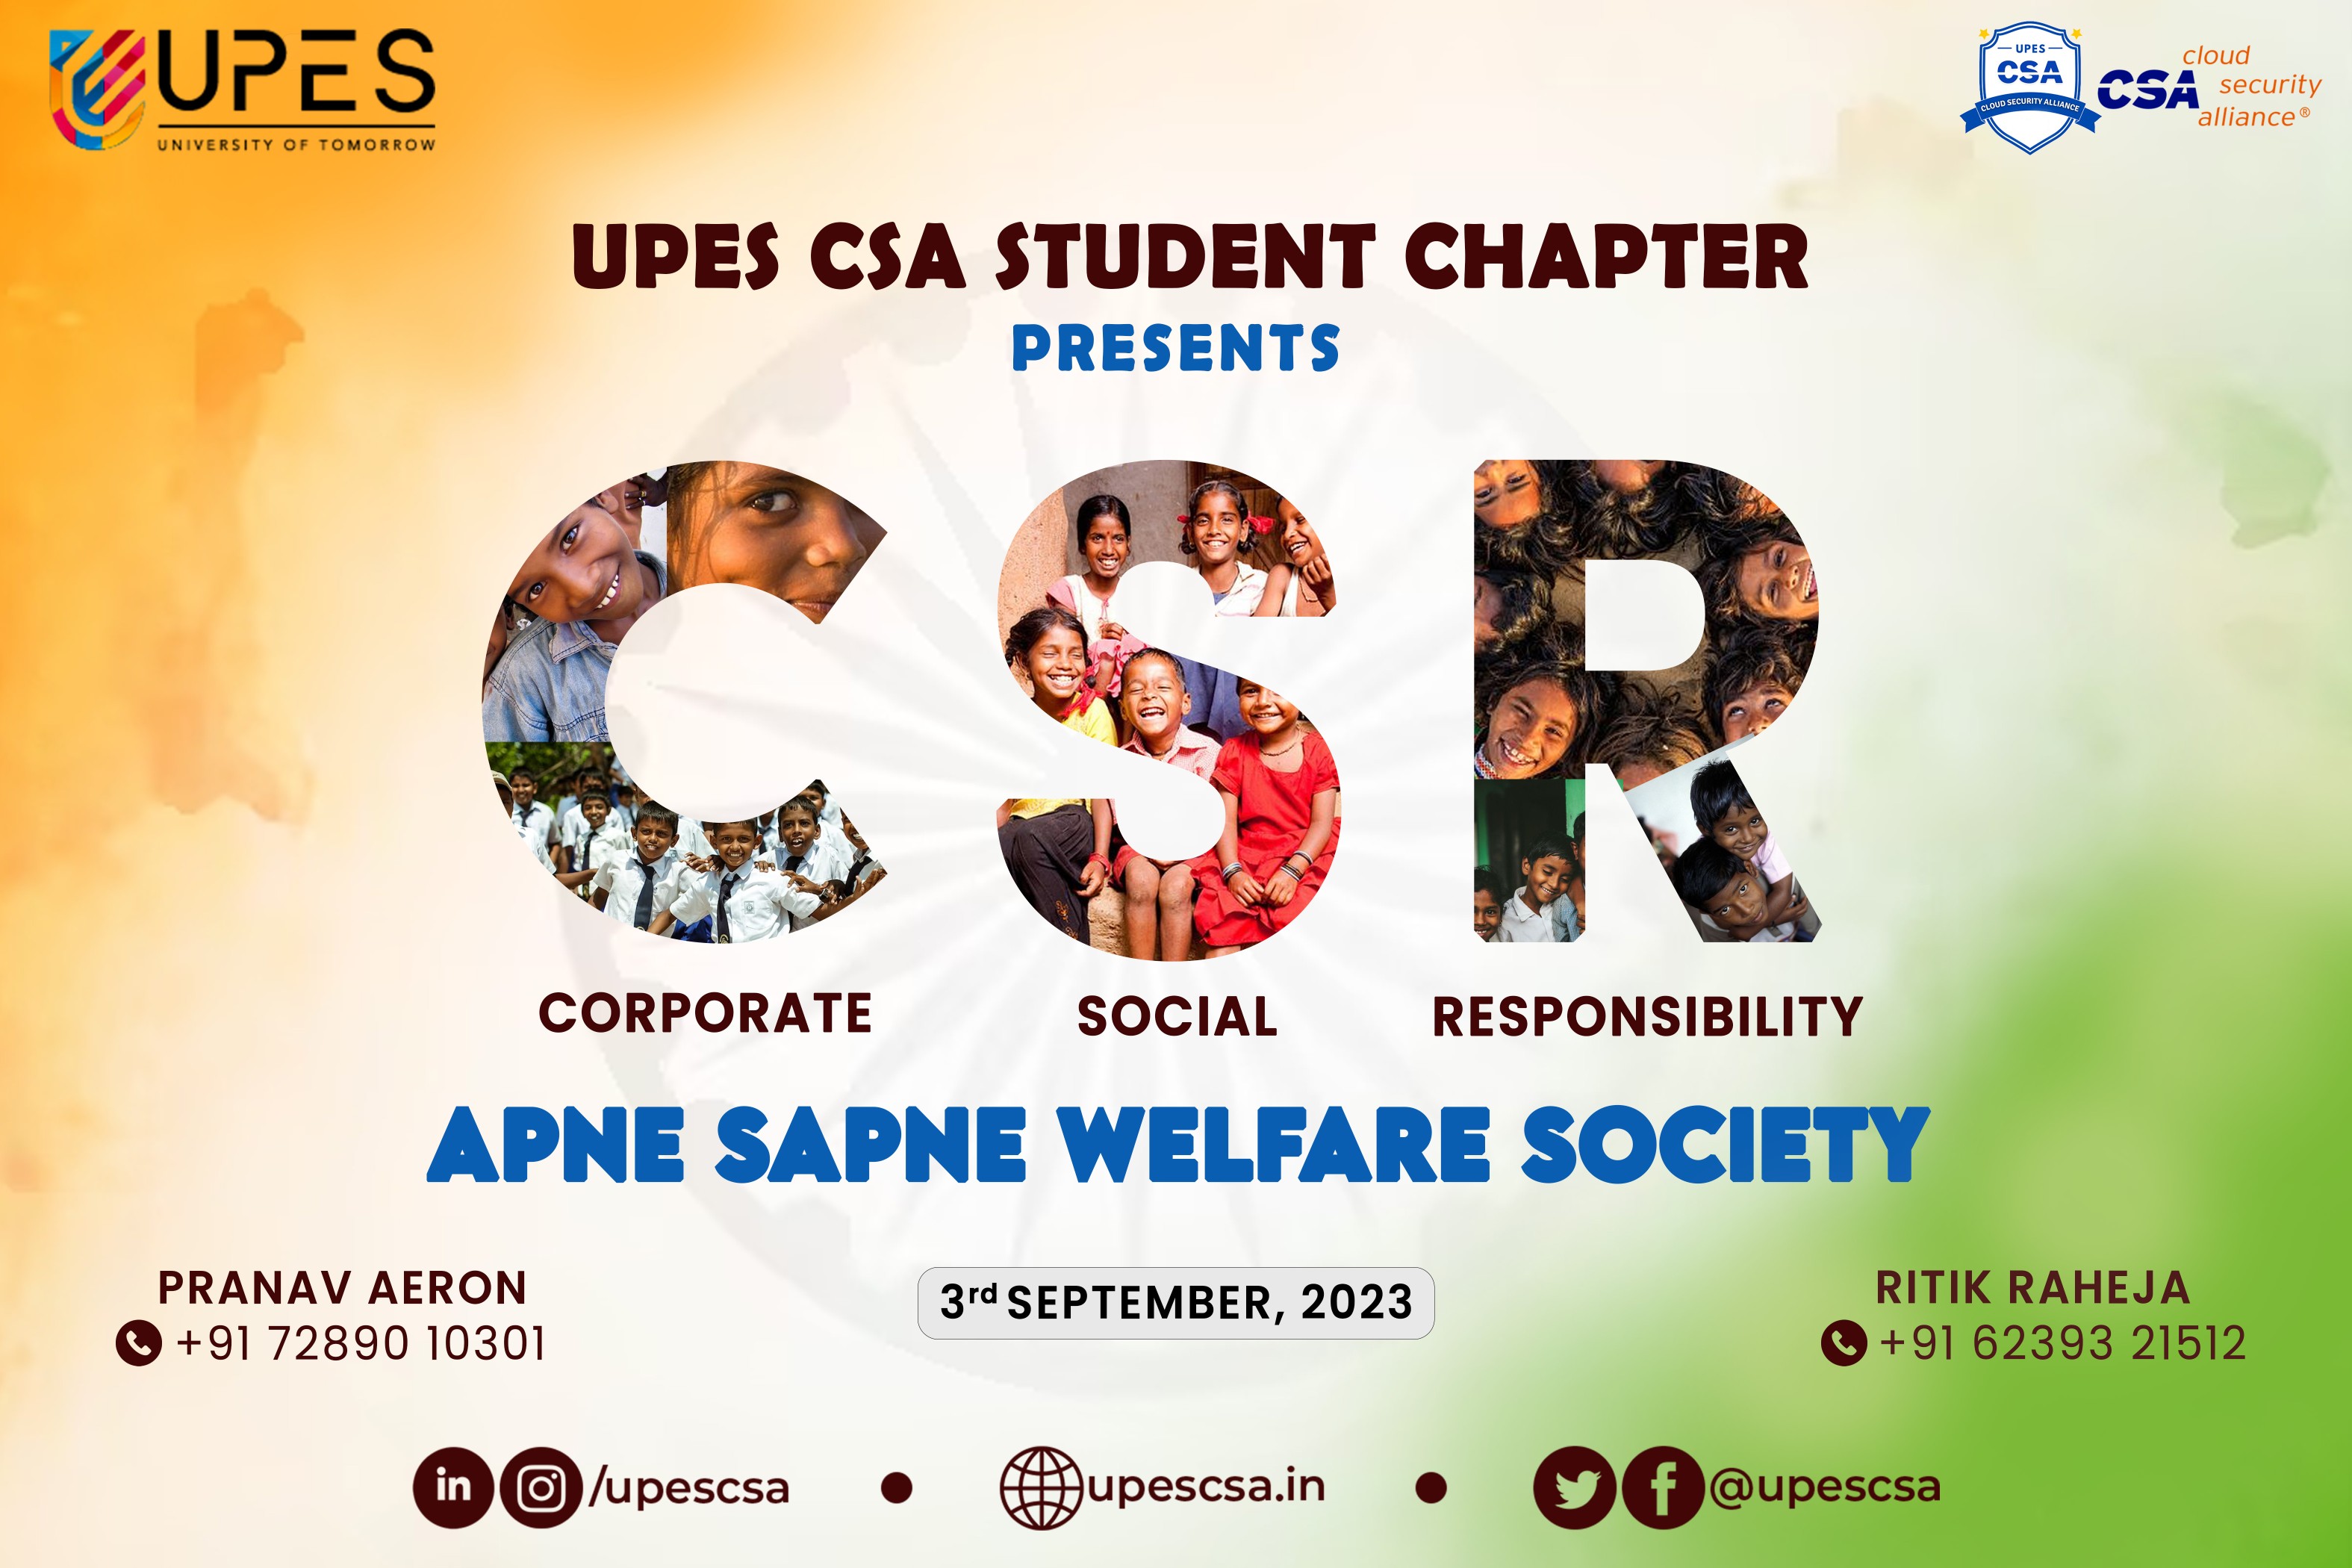 UPES
UNIVERSITY OF TOMORROW
UPES
CSA
CLOUD SECURITY ALLIANCE
CSA cloud security alliance®
UPES CSA STUDENT CHAPTER
PRESENTS
CSR
CORPORATE SOCIAL RESPONSIBILITY
APNE SAPNE WELFARE SOCIETY
PRANAV AERON
+91 72890 10301
3rd SEPTEMBER, 2023
RITIK RAHEJA
+91 62393 21512
in /upescsa
upescsa.in
f @upescsa